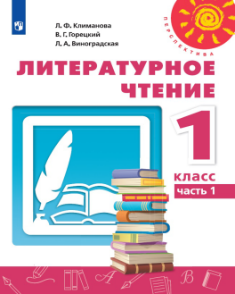 Л. Ф. Климанова
В. Г. Горецкий
Л. А. Виноградская
ПЕРСПЕКТИВА
ЛИТЕРАТУРНОЕ
ЧТЕНИЕ
1
класс
часть 1